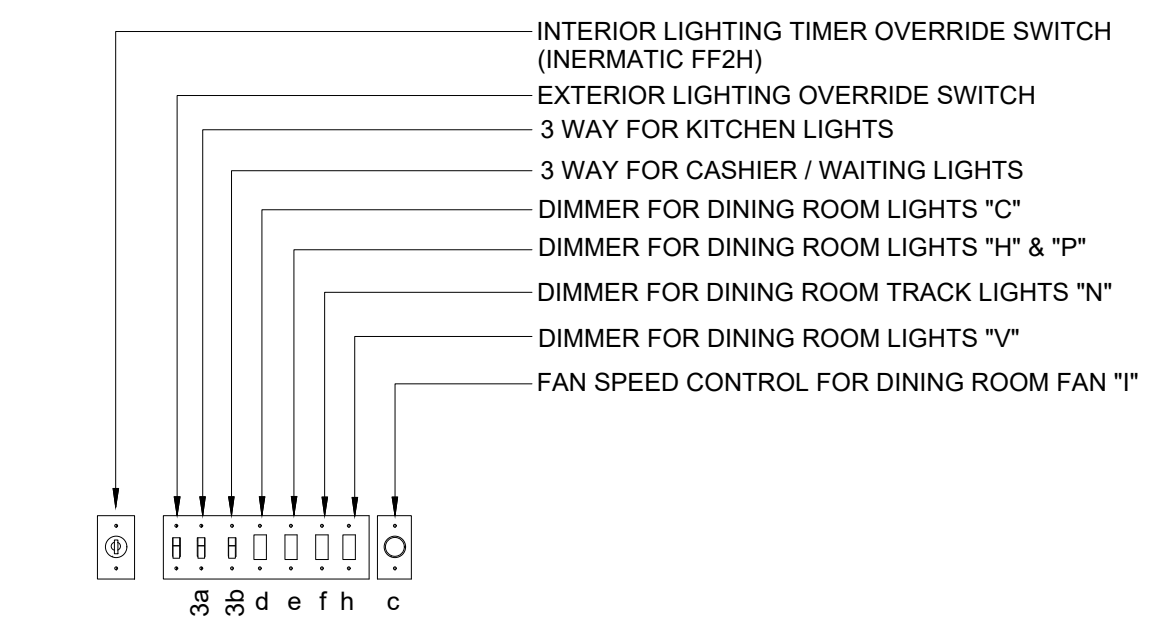 INTERIOR LIGHTING TIMER OVERRIDE SWITCH
(INERMATIC FF2H)
EXTERIOR LIGHTING OVERRIDE SWITCH
3 WAY FOR KITCHEN LIGHTS
3 WAY FOR CASHIER / WAITING LIGHTS
DIMMER FOR DINING ROOM LIGHTS "C"
DIMMER FOR DINING ROOM LIGHTS "H" & "P"
DIMMER FOR DINING ROOM TRACK LIGHTS "N"
DIMMER FOR DINING ROOM LIGHTS "V"
FAN SPEED CONTROL FOR DINING ROOM FAN "I"
3a 3b d e f h c